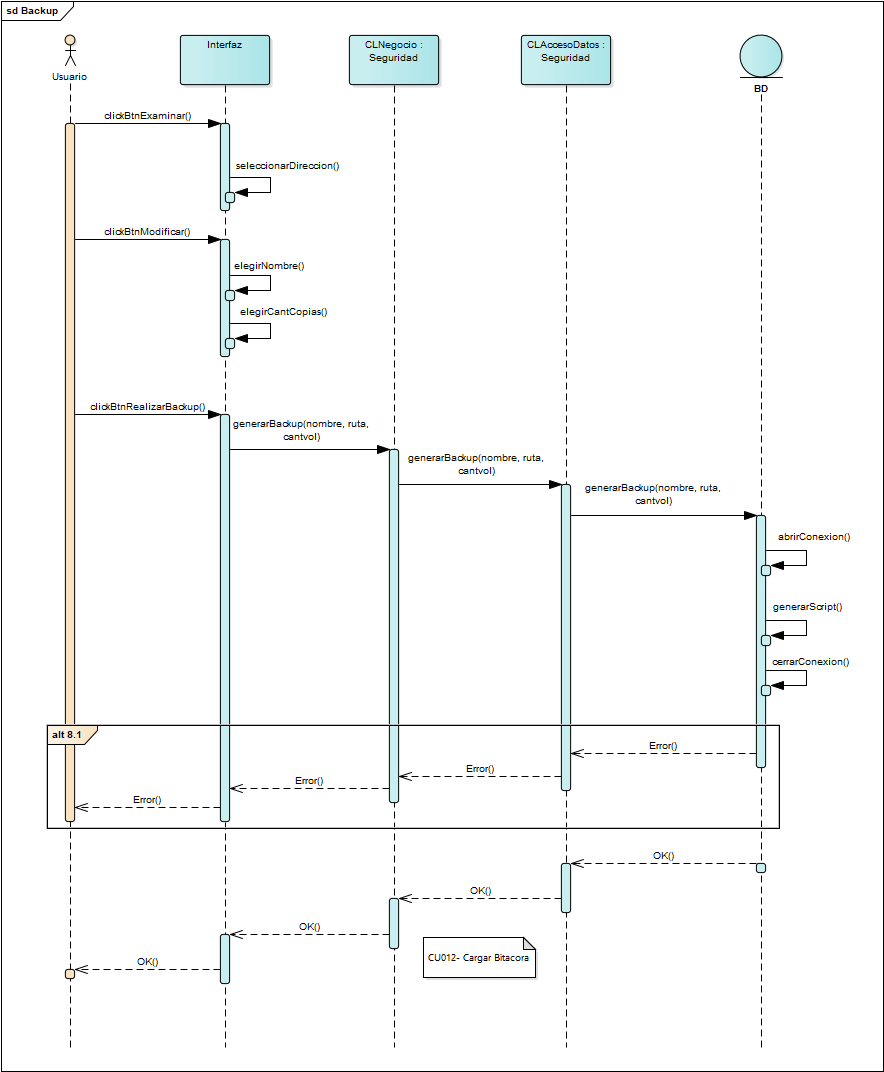 sd Backup
Usuario
Interfaz
CLNegocio :
Seguridad
CLAccesoDatos :
Seguridad
BD
clickBtnExaminar()
seleccionarDireccion()
clickBtnModificar()
elegirNombre()
elegirCantCopias()
clickBtnRealizarBackup()
generarBackup(nombre, ruta,
cantvol)
generarBackup(nombre, ruta,
cantvol)
generarBackup(nombre, ruta,
cantvol)
abrirConexion()
generarScript()
cerrarConexion()
alt 8.1
Error()
Error()
Error()
Error()
OK()
OK()
OK()
OK()
CU012- Cargar Bitacora